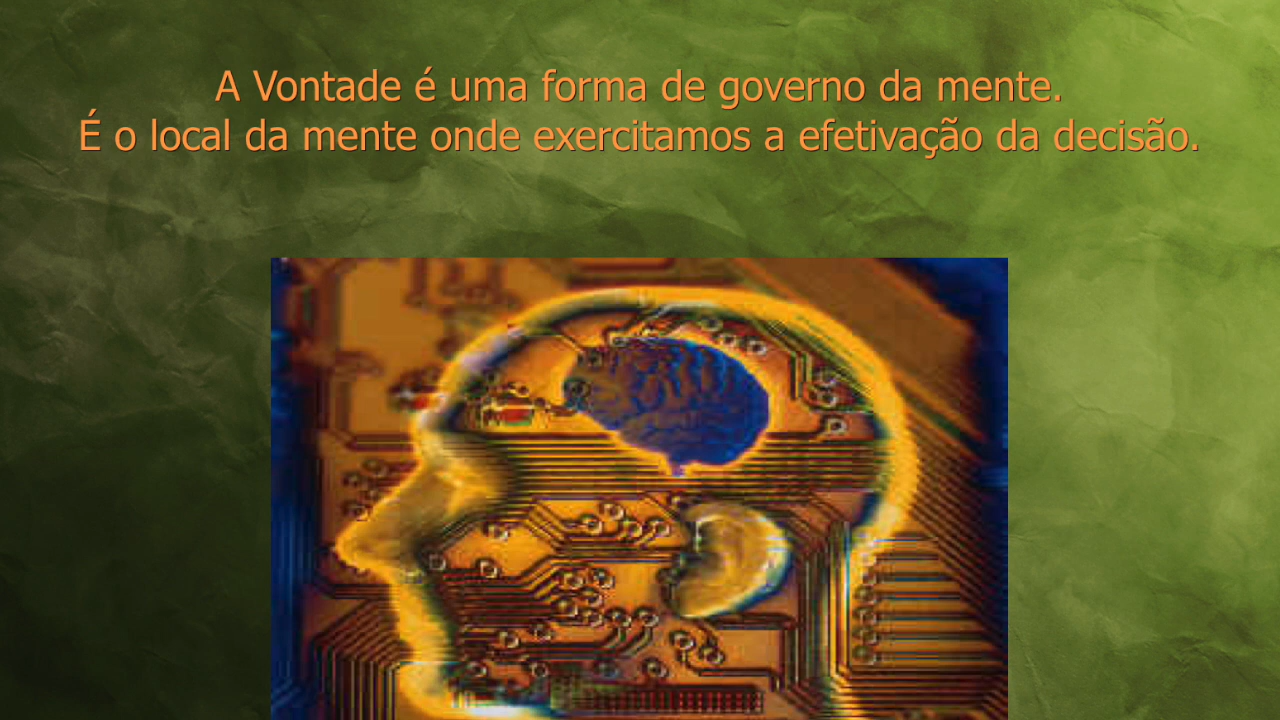 A Vontade é uma forma de governo da mente.
É o local da mente onde exercitamos a efetivação da decisão.